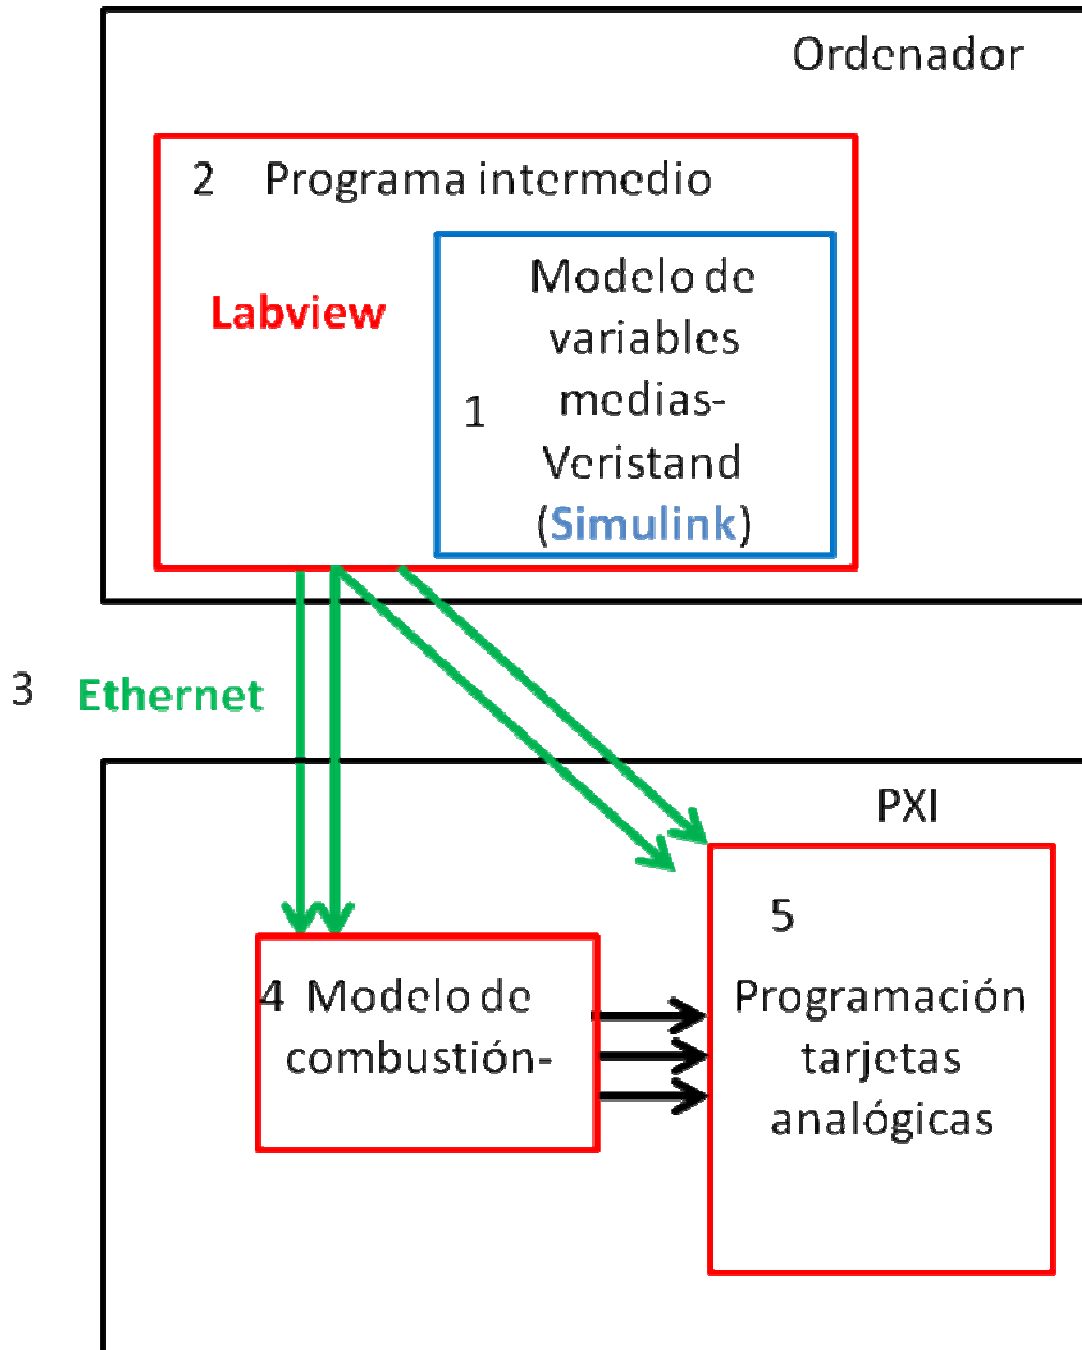 Ordenador
2 Programa intermedio
Labview
Modelo de
variables
1 medias-
Veristand
(Simulink)
3 Ethernet
PXI
5
4 Modelo de
combustión-
Programación
tarjetas
analógicas